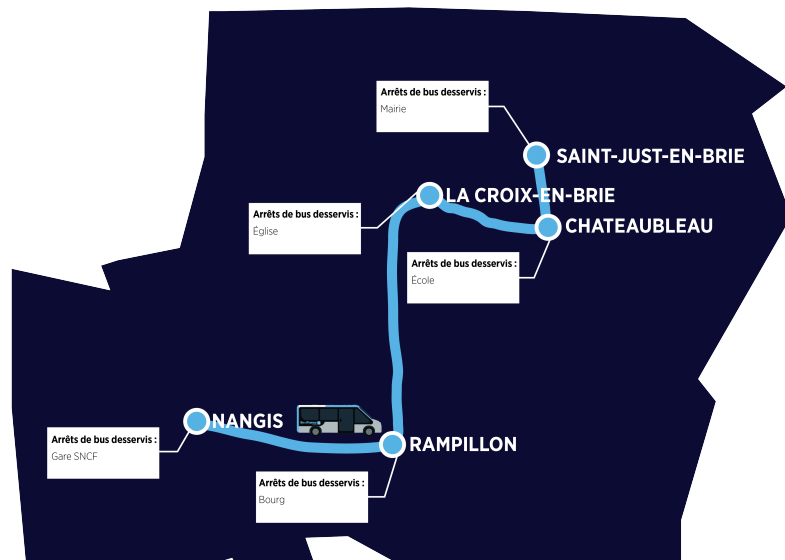 Arrêts de bus desservis :
Mairie
SAINT-JUST-EN-BRIE
LA CROIX-EN-BRIE
Arrêts de bus desservis :
Église
CHATEAUBLEAU
Arrêts de bus desservis :
École
NANGIS
Arrêts de bus desservis :
Gare SNCF
RAMPILLON
Arrêts de bus desservis :
Bourg